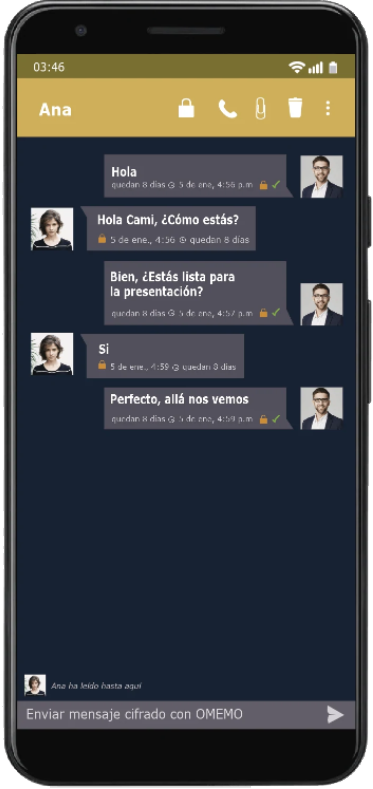 03:46
Ana
Hola
quedan 8 días 5 de ene, 4:56 p.m
Hola Cami, ¿Cómo estás?
5 de ene., 4:56 quedan 8 días
Bien, ¿Estás lista para
la presentación?
quedan 8 días 5 de ene, 4:57 p.m
Si
5 de ene., 4:59 quedan 8 días
Perfecto, allá nos vemos
quedan 8 días 5 de ene, 4:59 p.m
Ana ha leído hasta aquí
Enviar mensaje cifrado con OMEMO